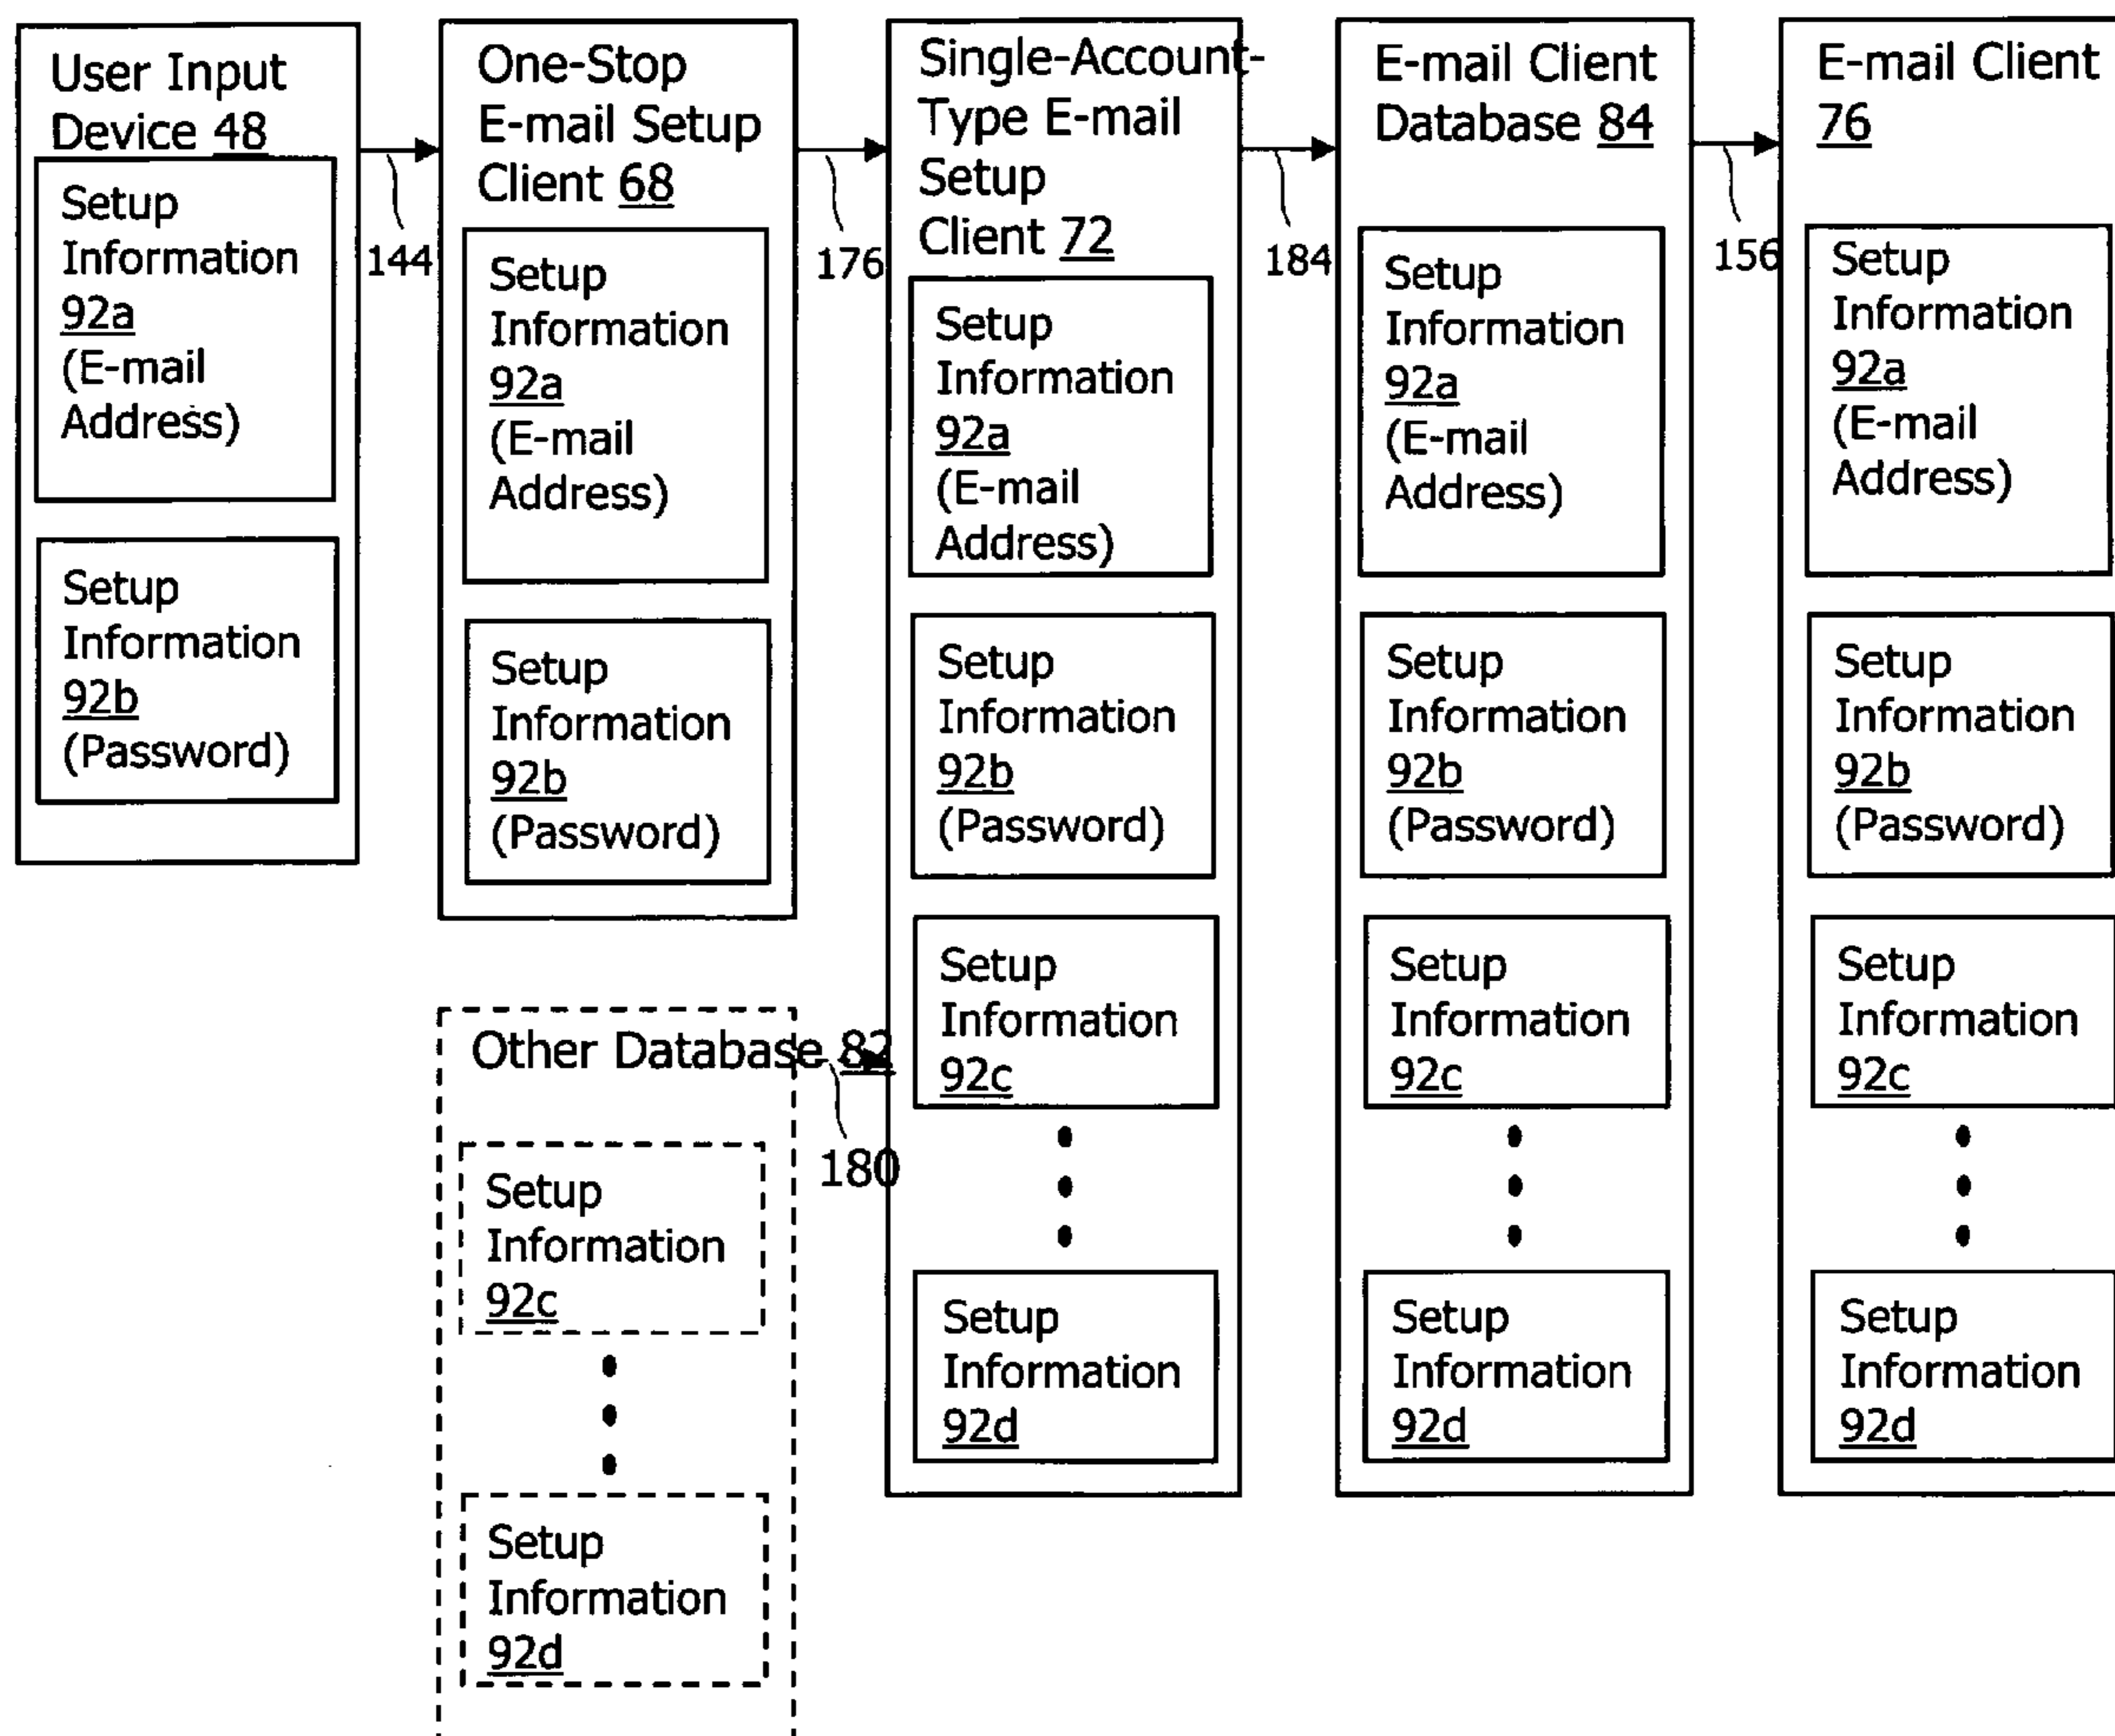 User Input
Device 48
Setup
Information
92a
(E-mail
Address)
Setup
Information
92b
(Password)
144
One-Stop
E-mail Setup
Client 68
Setup
Information
92a
(E-mail
Address)
Setup
Information
92b
(Password)
176
Other Database 82
180
Setup
Information
92c
Setup
Information
92d
Single-Account-
Type E-mail
Setup
Client 72
Setup
Information
92a
(E-mail
Address)
Setup
Information
92b
(Password)
Setup
Information
92c
Setup
Information
92d
184
E-mail Client
Database 84
Setup
Information
92a
(E-mail
Address)
Setup
Information
92b
(Password)
Setup
Information
92c
Setup
Information
92d
156
E-mail Client
76
Setup
Information
92a
(E-mail
Address)
Setup
Information
92b
(Password)
Setup
Information
92c
Setup
Information
92d